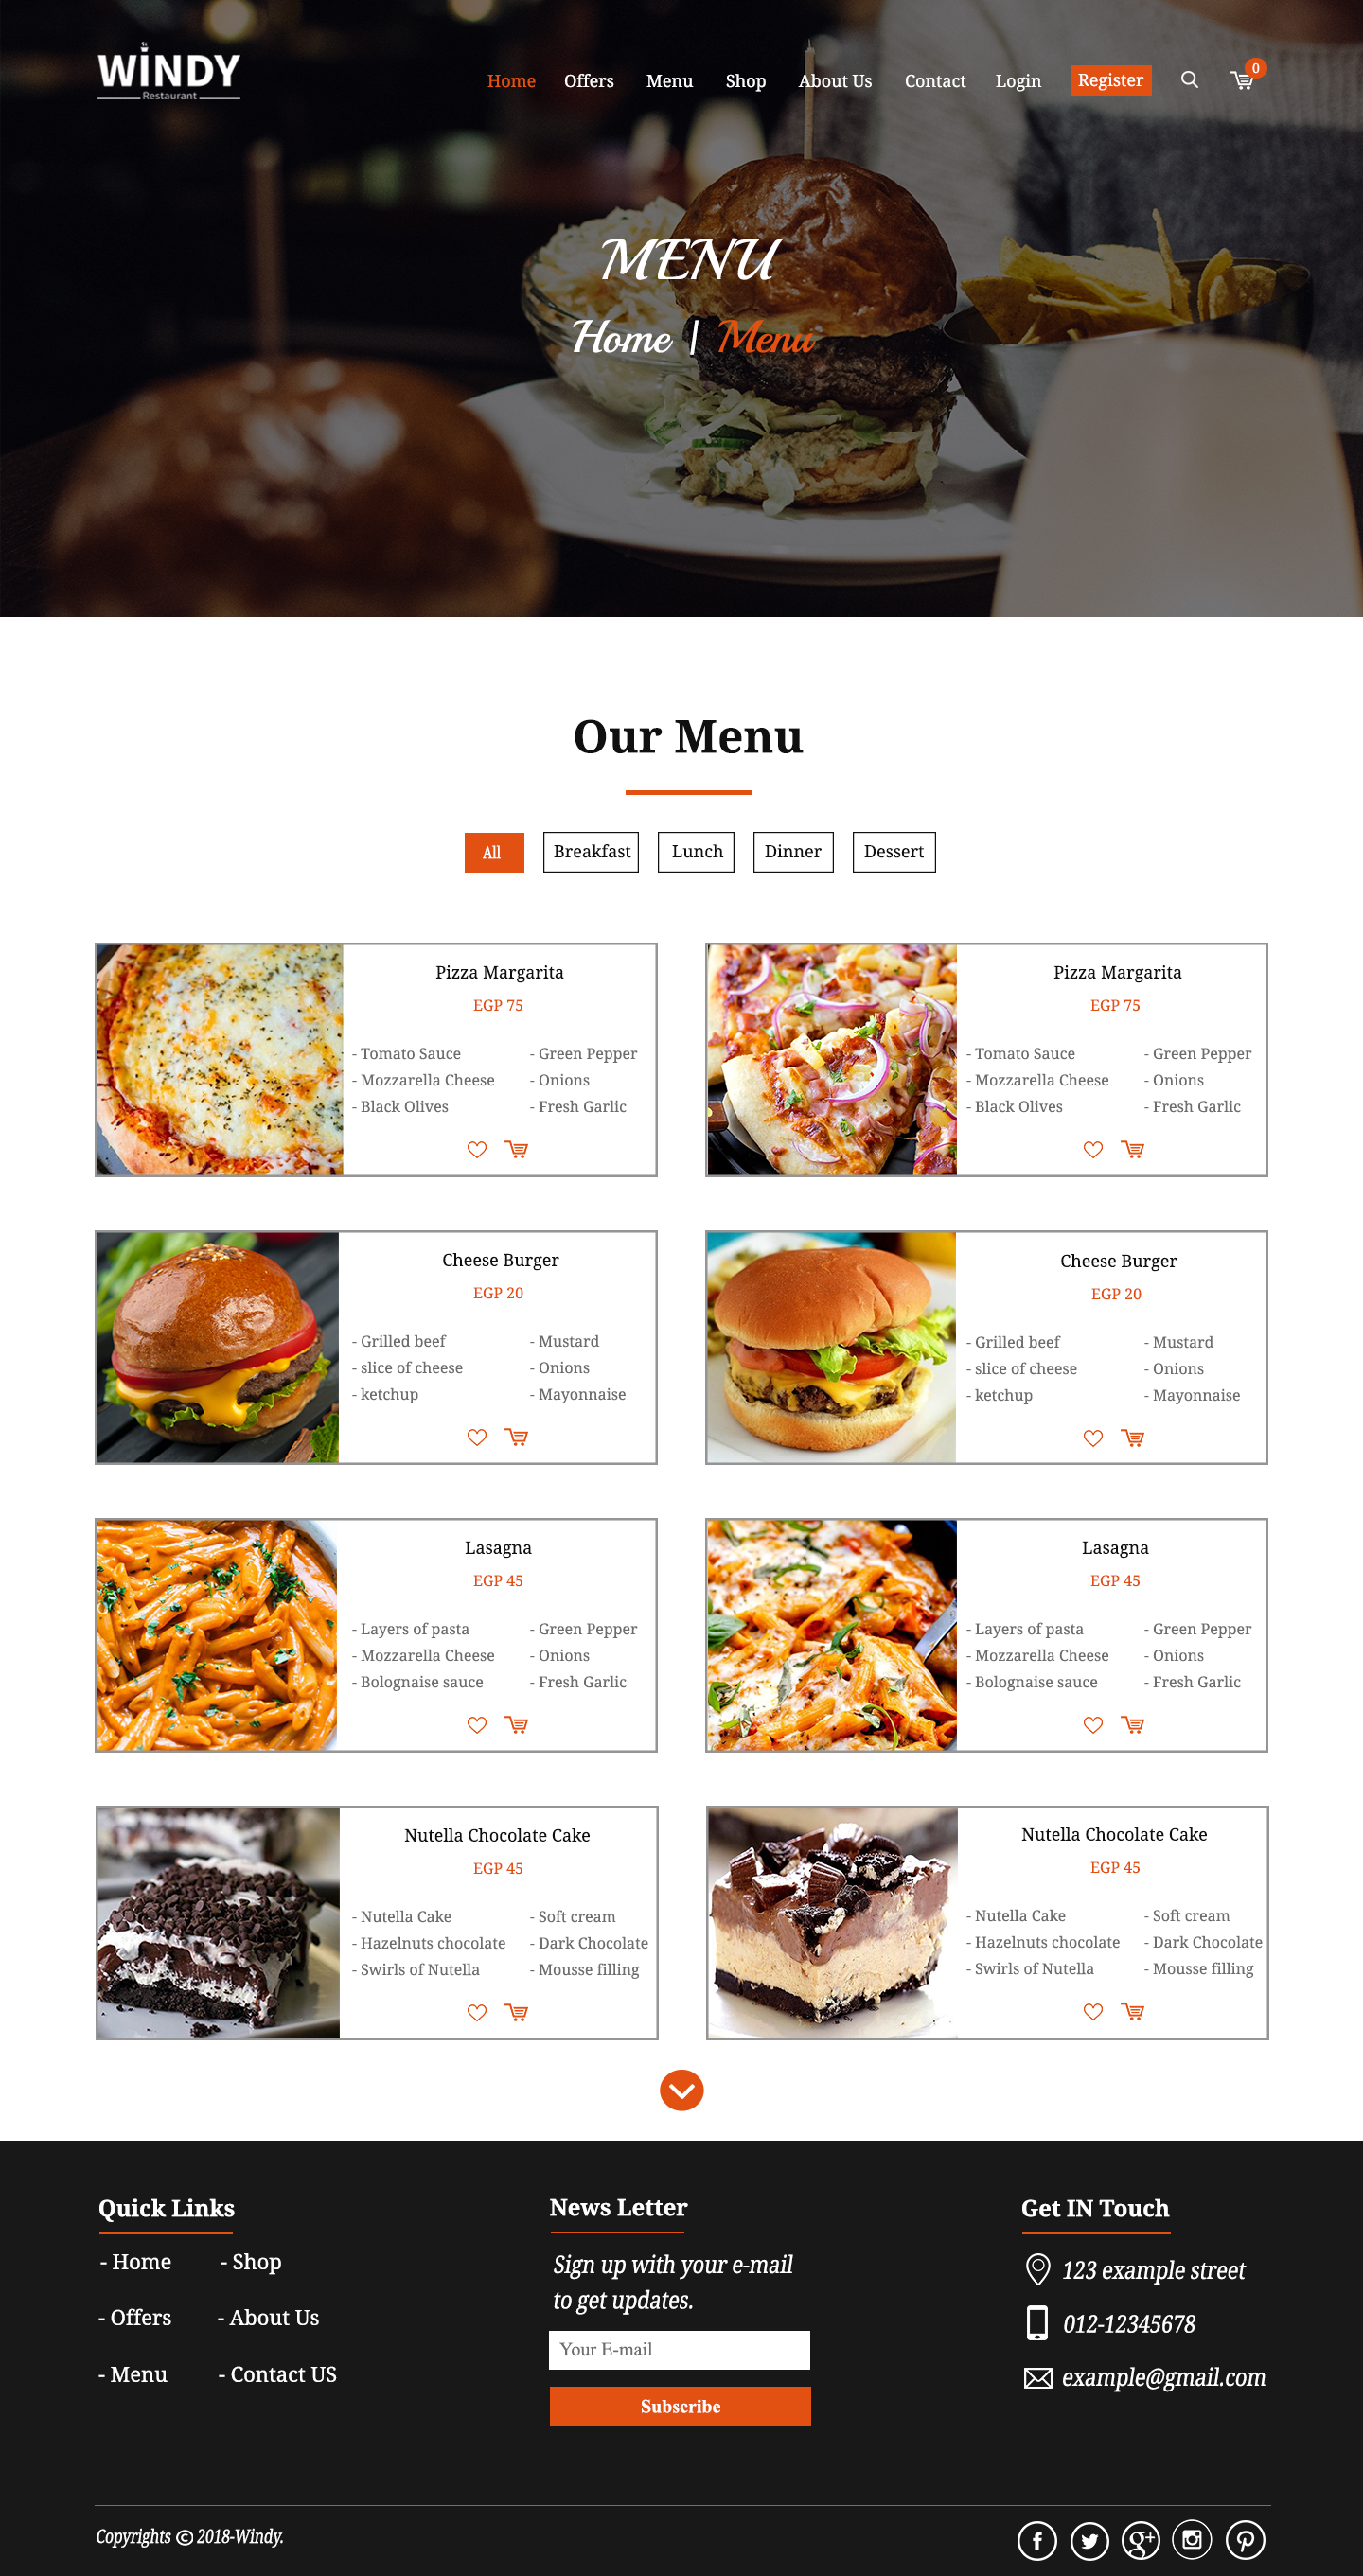 WINDY
Restaurant
Home Offers Menu Shop About Us Contact Login Register 0
MENU
Home | Menu
Our Menu
All Breakfast Lunch Dinner Dessert
Pizza Margarita
EGP 75
- Tomato Sauce - Green Pepper
- Mozzarella Cheese - Onions
- Black Olives - Fresh Garlic
Pizza Margarita
EGP 75
- Tomato Sauce - Green Pepper
- Mozzarella Cheese - Onions
- Black Olives - Fresh Garlic
Cheese Burger
EGP 20
- Grilled beef - Mustard
- slice of cheese - Onions
- ketchup - Mayonnaise
Cheese Burger
EGP 20
- Grilled beef - Mustard
- slice of cheese - Onions
- ketchup - Mayonnaise
Lasagna
EGP 45
- Layers of pasta - Green Pepper
- Mozzarella Cheese - Onions
- Bolognaise sauce - Fresh Garlic
Lasagna
EGP 45
- Layers of pasta - Green Pepper
- Mozzarella Cheese - Onions
- Bolognaise sauce - Fresh Garlic
Nutella Chocolate Cake
EGP 45
- Nutella Cake - Soft cream
- Hazelnuts chocolate - Dark Chocolate
- Swirls of Nutella - Mousse filling
Nutella Chocolate Cake
EGP 45
- Nutella Cake - Soft cream
- Hazelnuts chocolate - Dark Chocolate
- Swirls of Nutella - Mousse filling
Quick Links
- Home - Shop
- Offers - About Us
- Menu - Contact US
News Letter
Sign up with your e-mail
to get updates.
Your E-mail
Subscribe
Get IN Touch
123 example street
012-12345678
example@gmail.com
Copyrights © 2018-Windy.